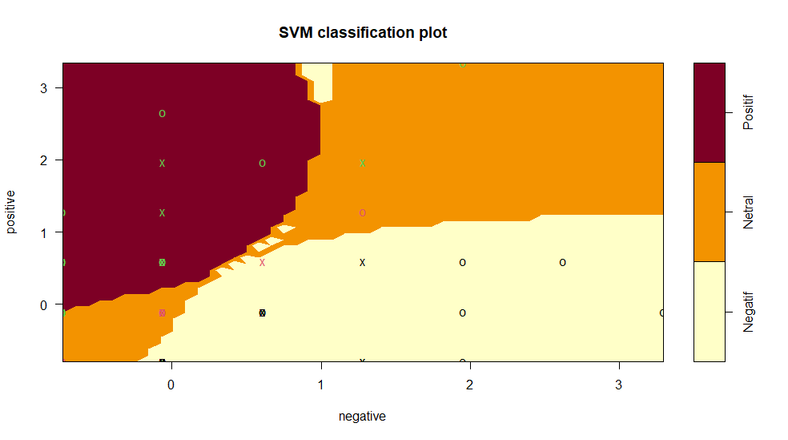 SVM classification plot
3
2
1
0
positive
0
1
2
3
negative
Positif
Netral
Negatif